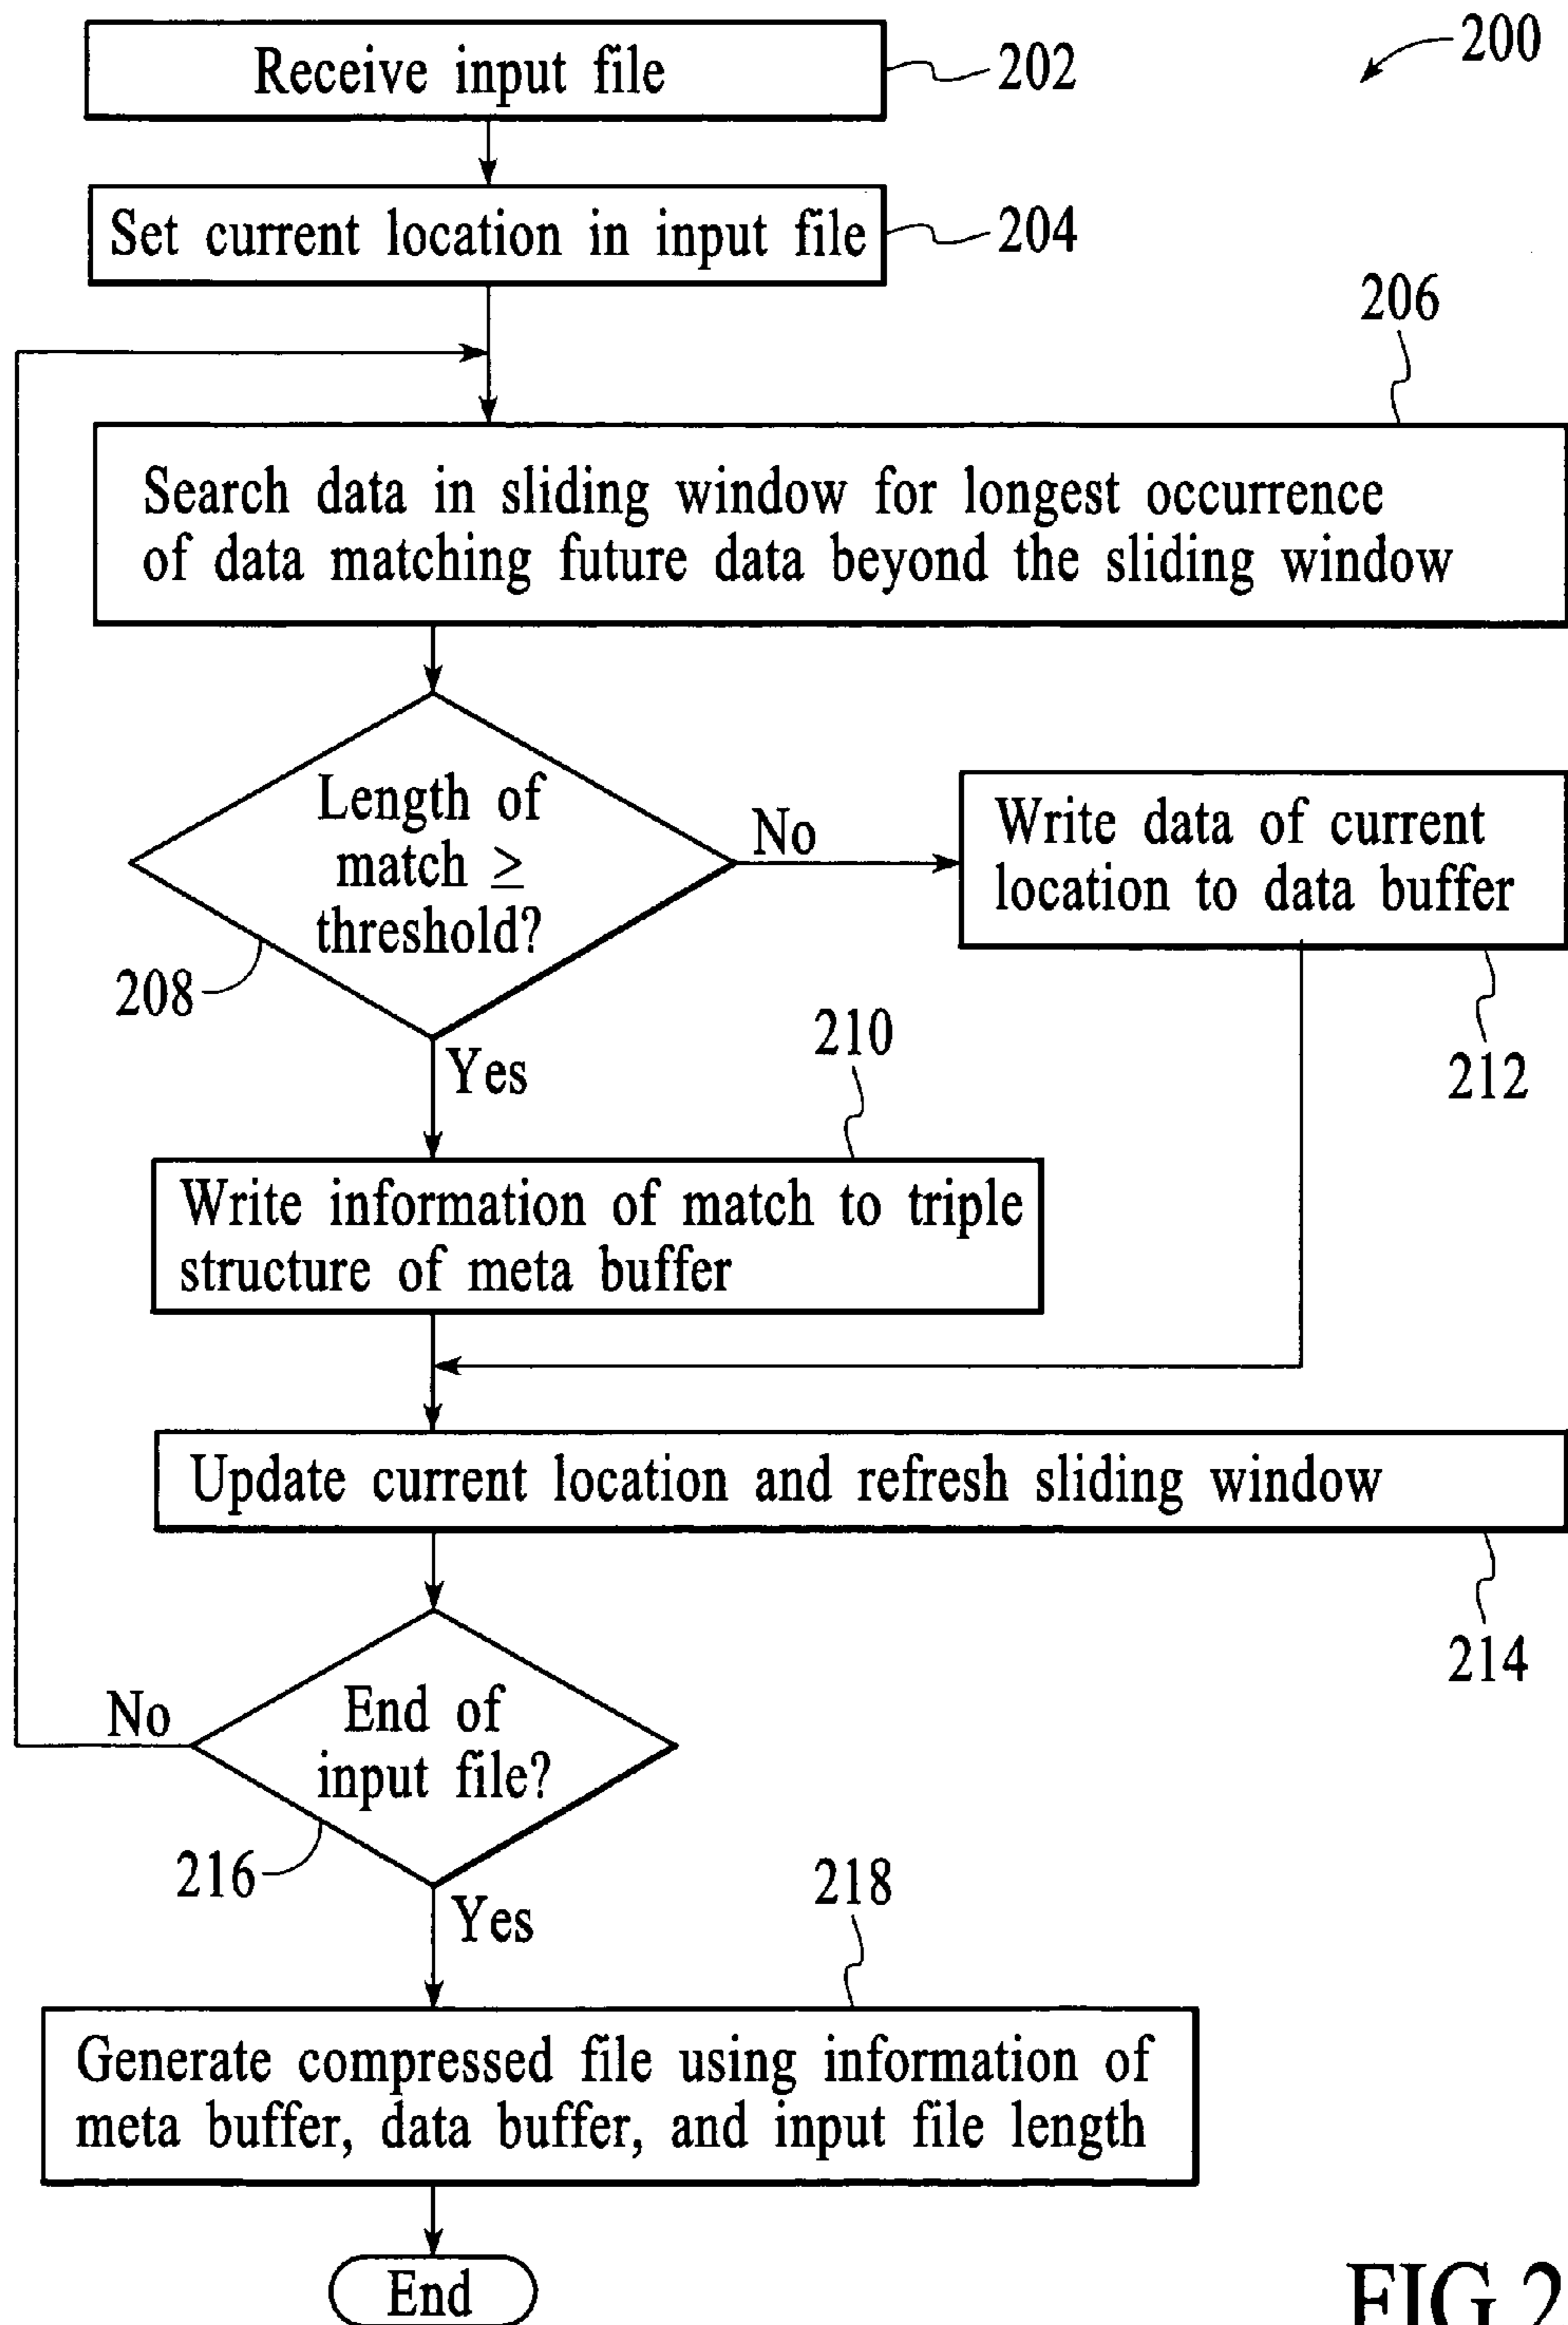 200
Receive input file
202
Set current location in input file
204
206
Search data in sliding window for longest occurrence
of data matching future data beyond the sliding window
Length of
match ≥
threshold?
208
No
Write data of current
location to data buffer
212
Yes
210
Write information of match to triple
structure of meta buffer
Update current location and refresh sliding window
214
End of
input file?
No
216
Yes
218
Generate compressed file using information of
meta buffer, data buffer, and input file length
End
FIG.2